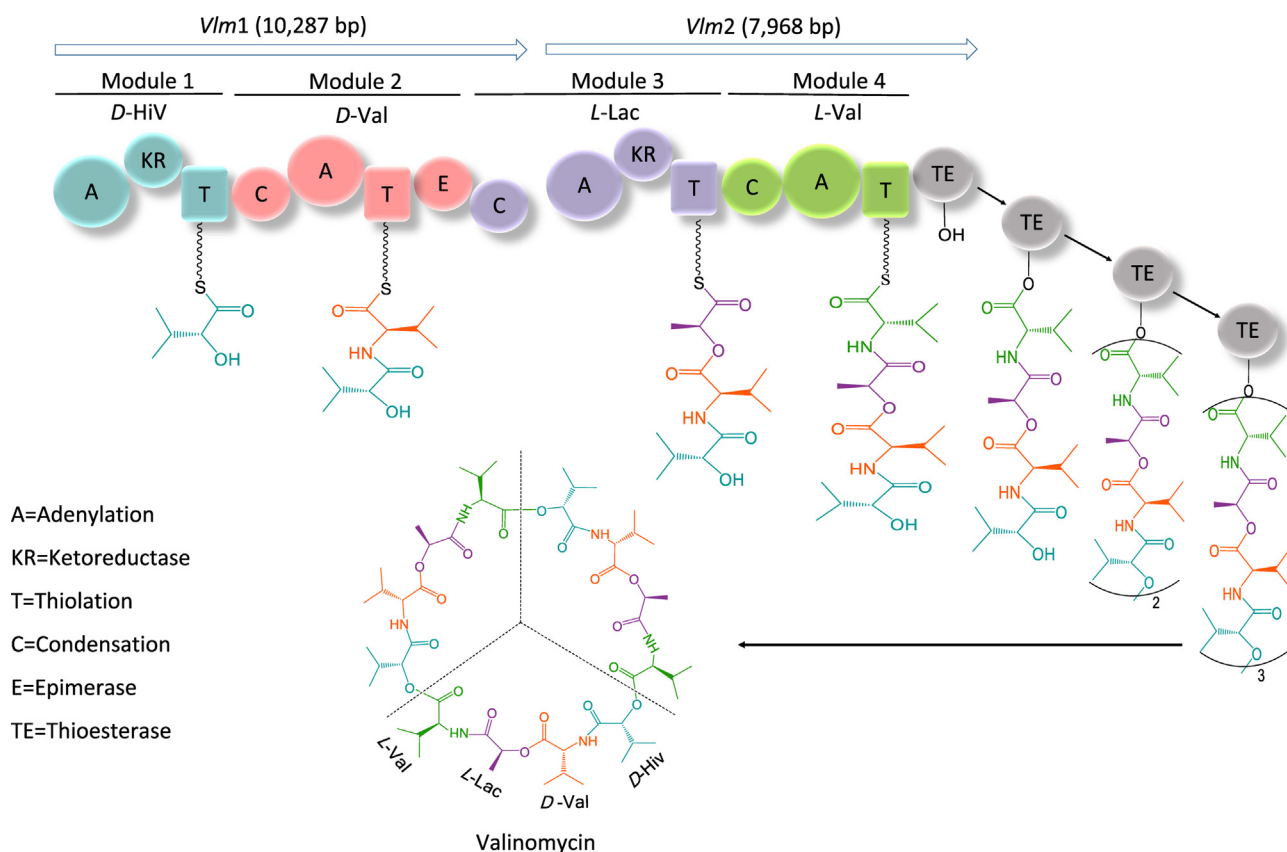 Vlm1 (10,287 bp) Vlm2 (7,968 bp)
Module 1 Module 2 Module 3 Module 4
D-HiV D-Val L-Lac L-Val
A KR T C A T E C A KR T C A T TE
OH TE
TE
TE
S S S S
O O O O O O O O
OH HN O O HN O HN O O
O O O O HN O
OH HN O O HN O HN O
OH OH OH O 2
HN O
O 3
A=Adenylation
KR=Ketoreductase
T=Thiolation
C=Condensation
E=Epimerase
TE=Thioesterase
NH O O O HN O
O O O O
O O NH
HN O O
O O O
O HN O O O O NH O
L-Val L-Lac D-Val D-Hiv
Valinomycin